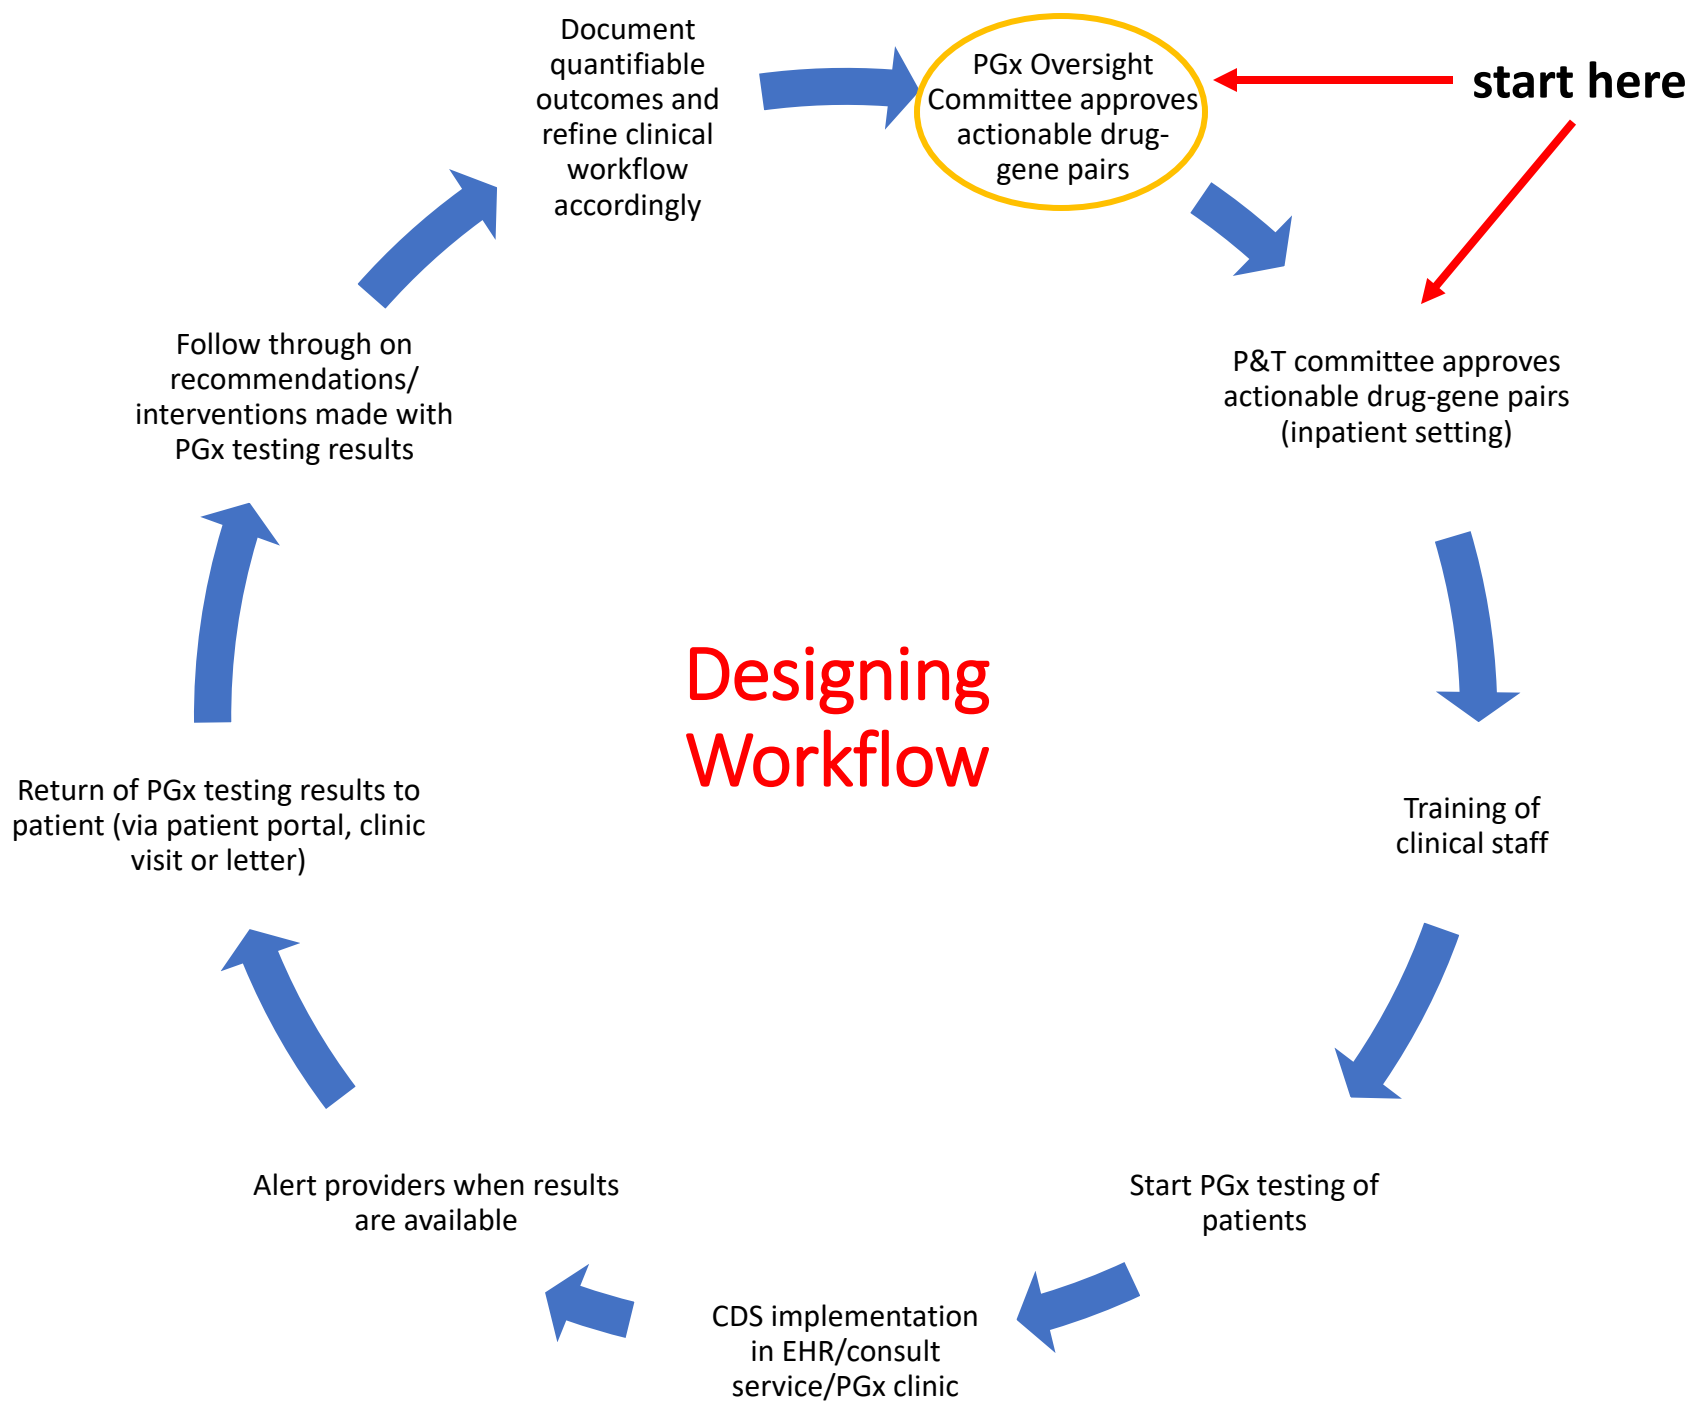 Document
quantifiable
outcomes and
refine clinical
workflow
accordingly
PGx Oversight
Committee approves
actionable drug-
gene pairs
start here
P&T committee approves
actionable drug-gene pairs
(inpatient setting)
Training of
clinical staff
Start PGx testing of
patients
CDS implementation
in EHR/consult
service/PGx clinic
Alert providers when results
are available
Return of PGx testing results to
patient (via patient portal, clinic
visit or letter)
Follow through on
recommendations/
interventions made with
PGx testing results
Designing
Workflow